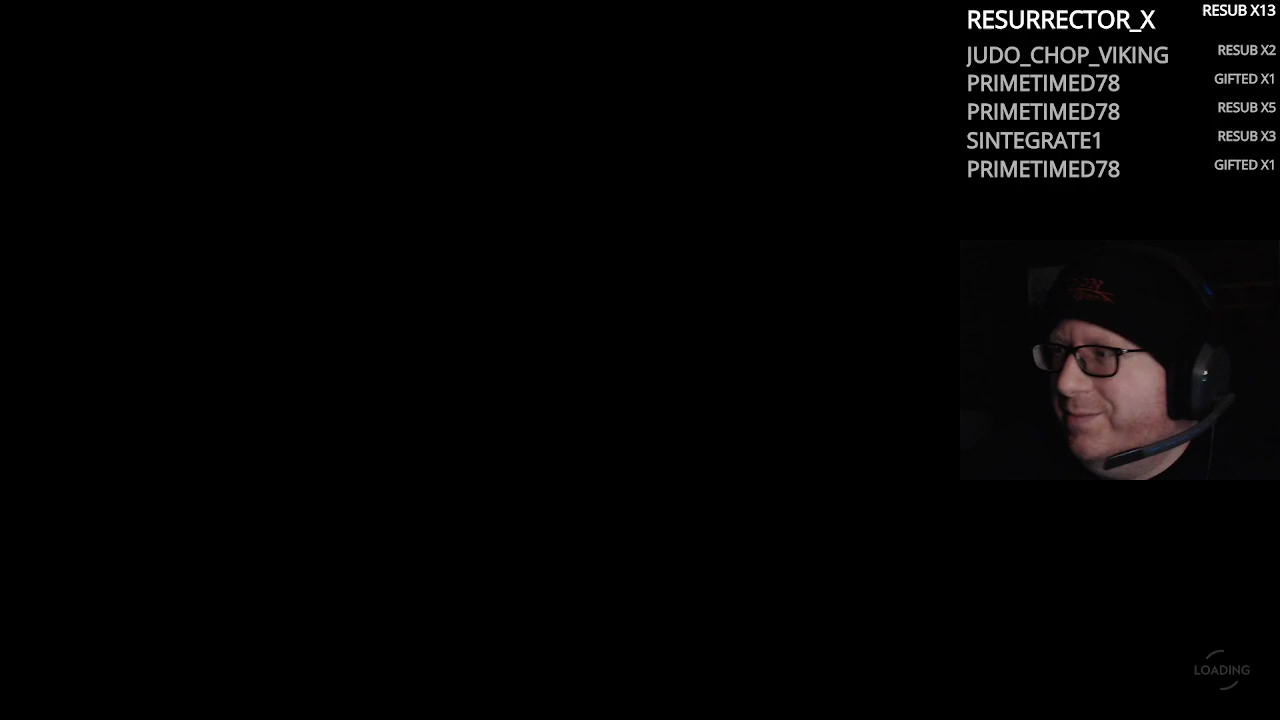 RESURRECTOR_X RESUB X13
JUDO_CHOP_VIKING RESUB X2
PRIMETIMED78 GIFTED X1
PRIMETIMED78 RESUB X5
SINTEGRATE1 RESUB X3
PRIMETIMED78 GIFTED X1
LOADING